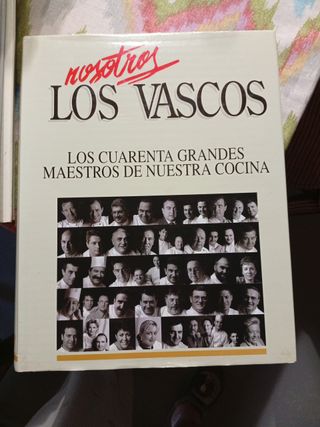 nosotros
LOS VASCOS
LOS CUARENTA GRANDES
MAESTROS DE NUESTRA COCINA